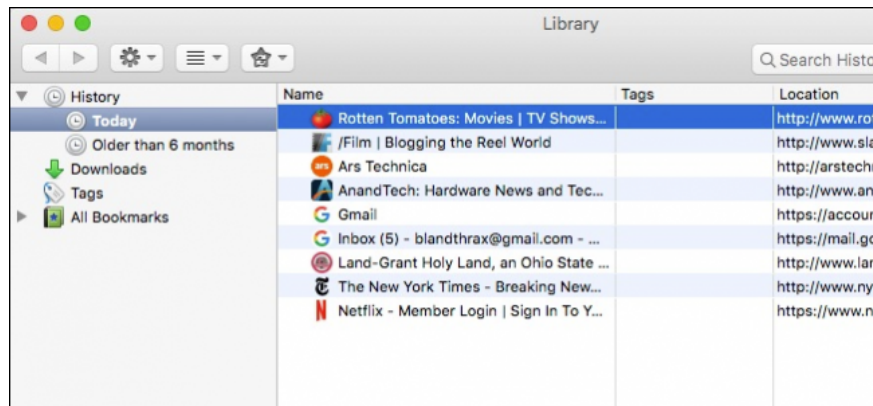 Library
Search Histo
Name Tags Location
History
Today
Older than 6 months
Downloads
Tags
All Bookmarks
Rotten Tomatoes: Movies | TV Shows... http://www.ro
/Film | Blogging the Reel World http://www.sla
ars Ars Technica http://arstech
AnandTech: Hardware News and Tec... http://www.an
Gmail https://accour
Inbox (5) - blandthrax@gmail.com - ... https://mail.go
Land-Grant Holy Land, an Ohio State ... http://www.lar
The New York Times - Breaking New... http://www.ny
Netflix - Member Login | Sign In To Y... https://www.n